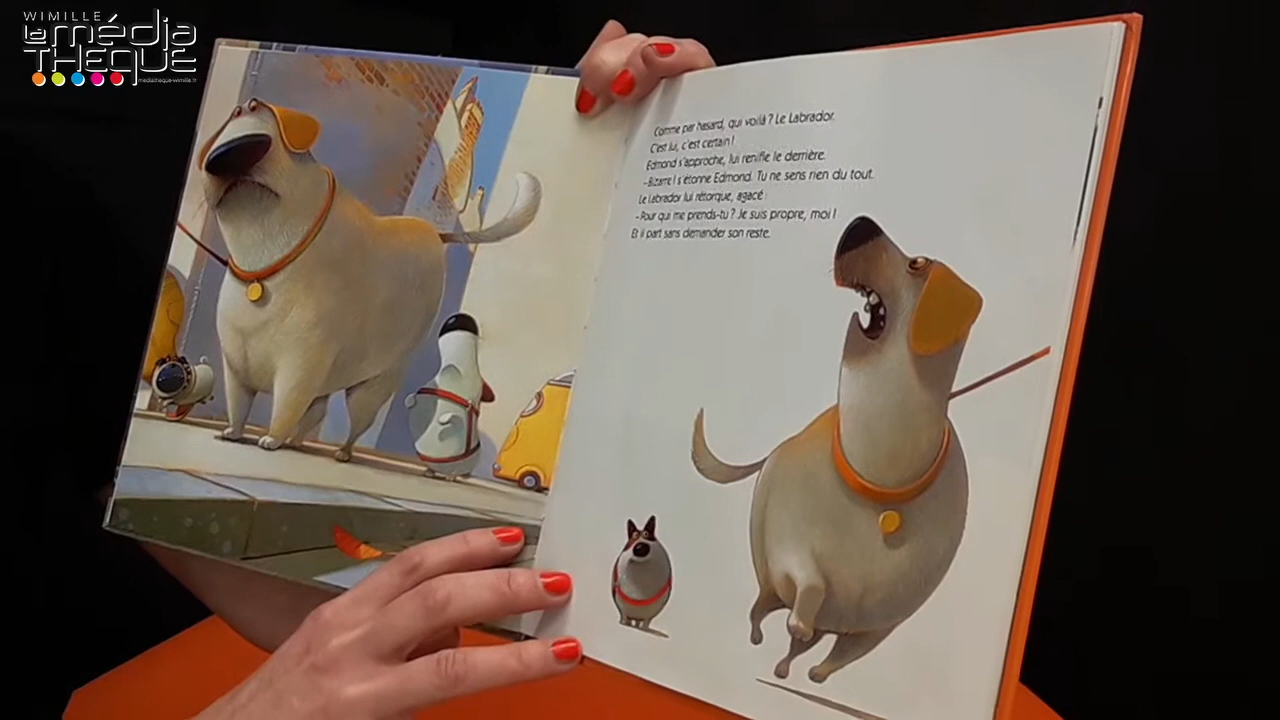 WIMILLE
la média
THEQUE
mediatheque-wimille.fr
Comme par hasard, qui voilà ? Le Labrador.
C'est lui, c'est certain !
Edmond s'approche, lui renifle le derrière.
– Bizarre ! s'étonne Edmond. Tu ne sens rien du tout.
Le Labrador lui rétorque, agacé :
– Pour qui me prends-tu ? Je suis propre, moi !
Et il part sans demander son reste.